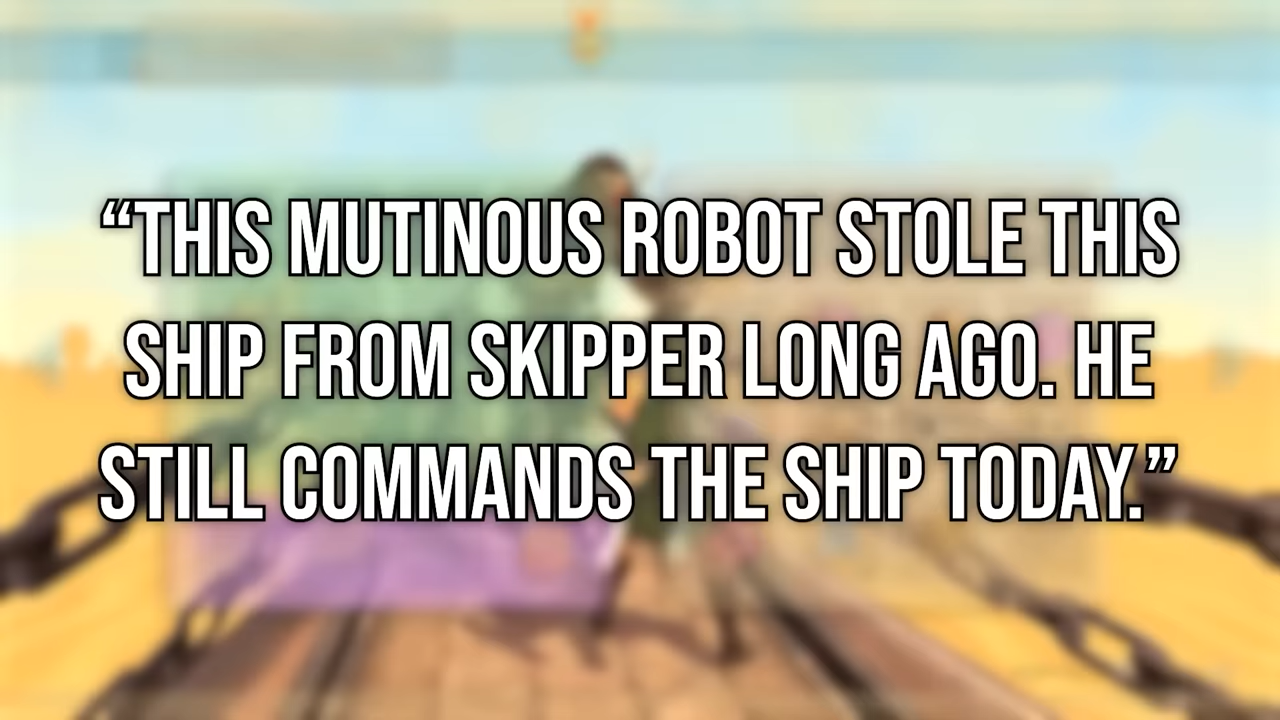 “THIS MUTINOUS ROBOT STOLE THIS
SHIP FROM SKIPPER LONG AGO. HE
STILL COMMANDS THE SHIP TODAY.”